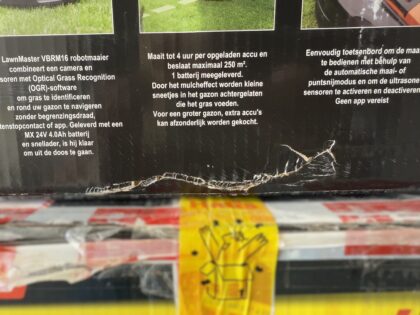 LawnMaster VBRM16 robotmaaier
combineert een camera en
soren met Optical Grass Recognition
(OGR)-software
om gras te identificeren
en rond uw gazon te navigeren
zonder begrenzingsdraad,
tenstopcontact of app. Geleverd met een
MX 24V 4.0Ah batterij
en snellader, is hij klaar
om uit de doos te gaan.
Maait tot 4 uur per opgeladen accu en
beslaat maximaal 250 m².
1 batterij meegeleverd.
Door het mulcheffect worden kleine
sneetjes in het gazon achtergelaten
die het gras voeden.
Voor een groter gazon, extra accu's
kan afzonderlijk worden gekocht.
Eenvoudig toetsenbord om de maa
te bedienen met behulp van
de automatische maai- of
puntsnijmodus en om de ultrasone
sensoren te activeren en deactiveren
Geen app vereist